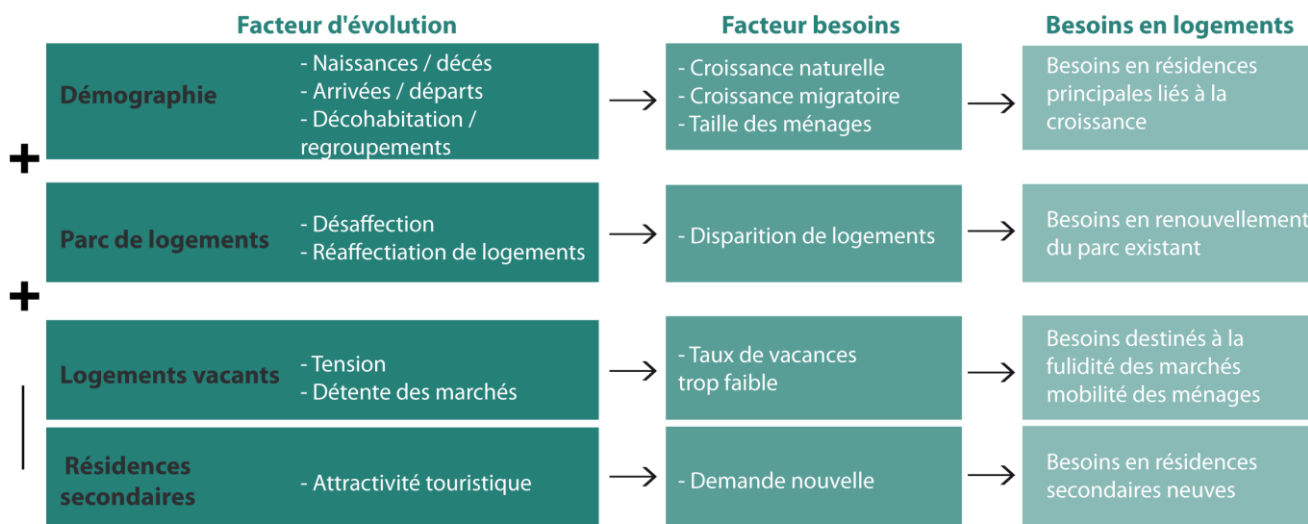 Facteur d'évolution
Facteur besoins
Besoins en logements
Démographie
- Naissances / décés
- Arrivées / départs
- Décohabitation /
regroupements
- Croissance naturelle
- Croissance migratoire
- Taille des ménages
Besoins en résidences
principales liés à la
croissance
+
Parc de logements
- Désaffection
- Réaffectiation de logements
- Disparition de logements
Besoins en renouvellement
du parc existant
+
Logements vacants
- Tension
- Détente des marchés
- Taux de vacances
trop faible
Besoins destinés à la
fulidité des marchés
mobilité des ménages
Résidences
secondaires
- Attractivité touristique
- Demande nouvelle
Besoins en résidences
secondaires neuves